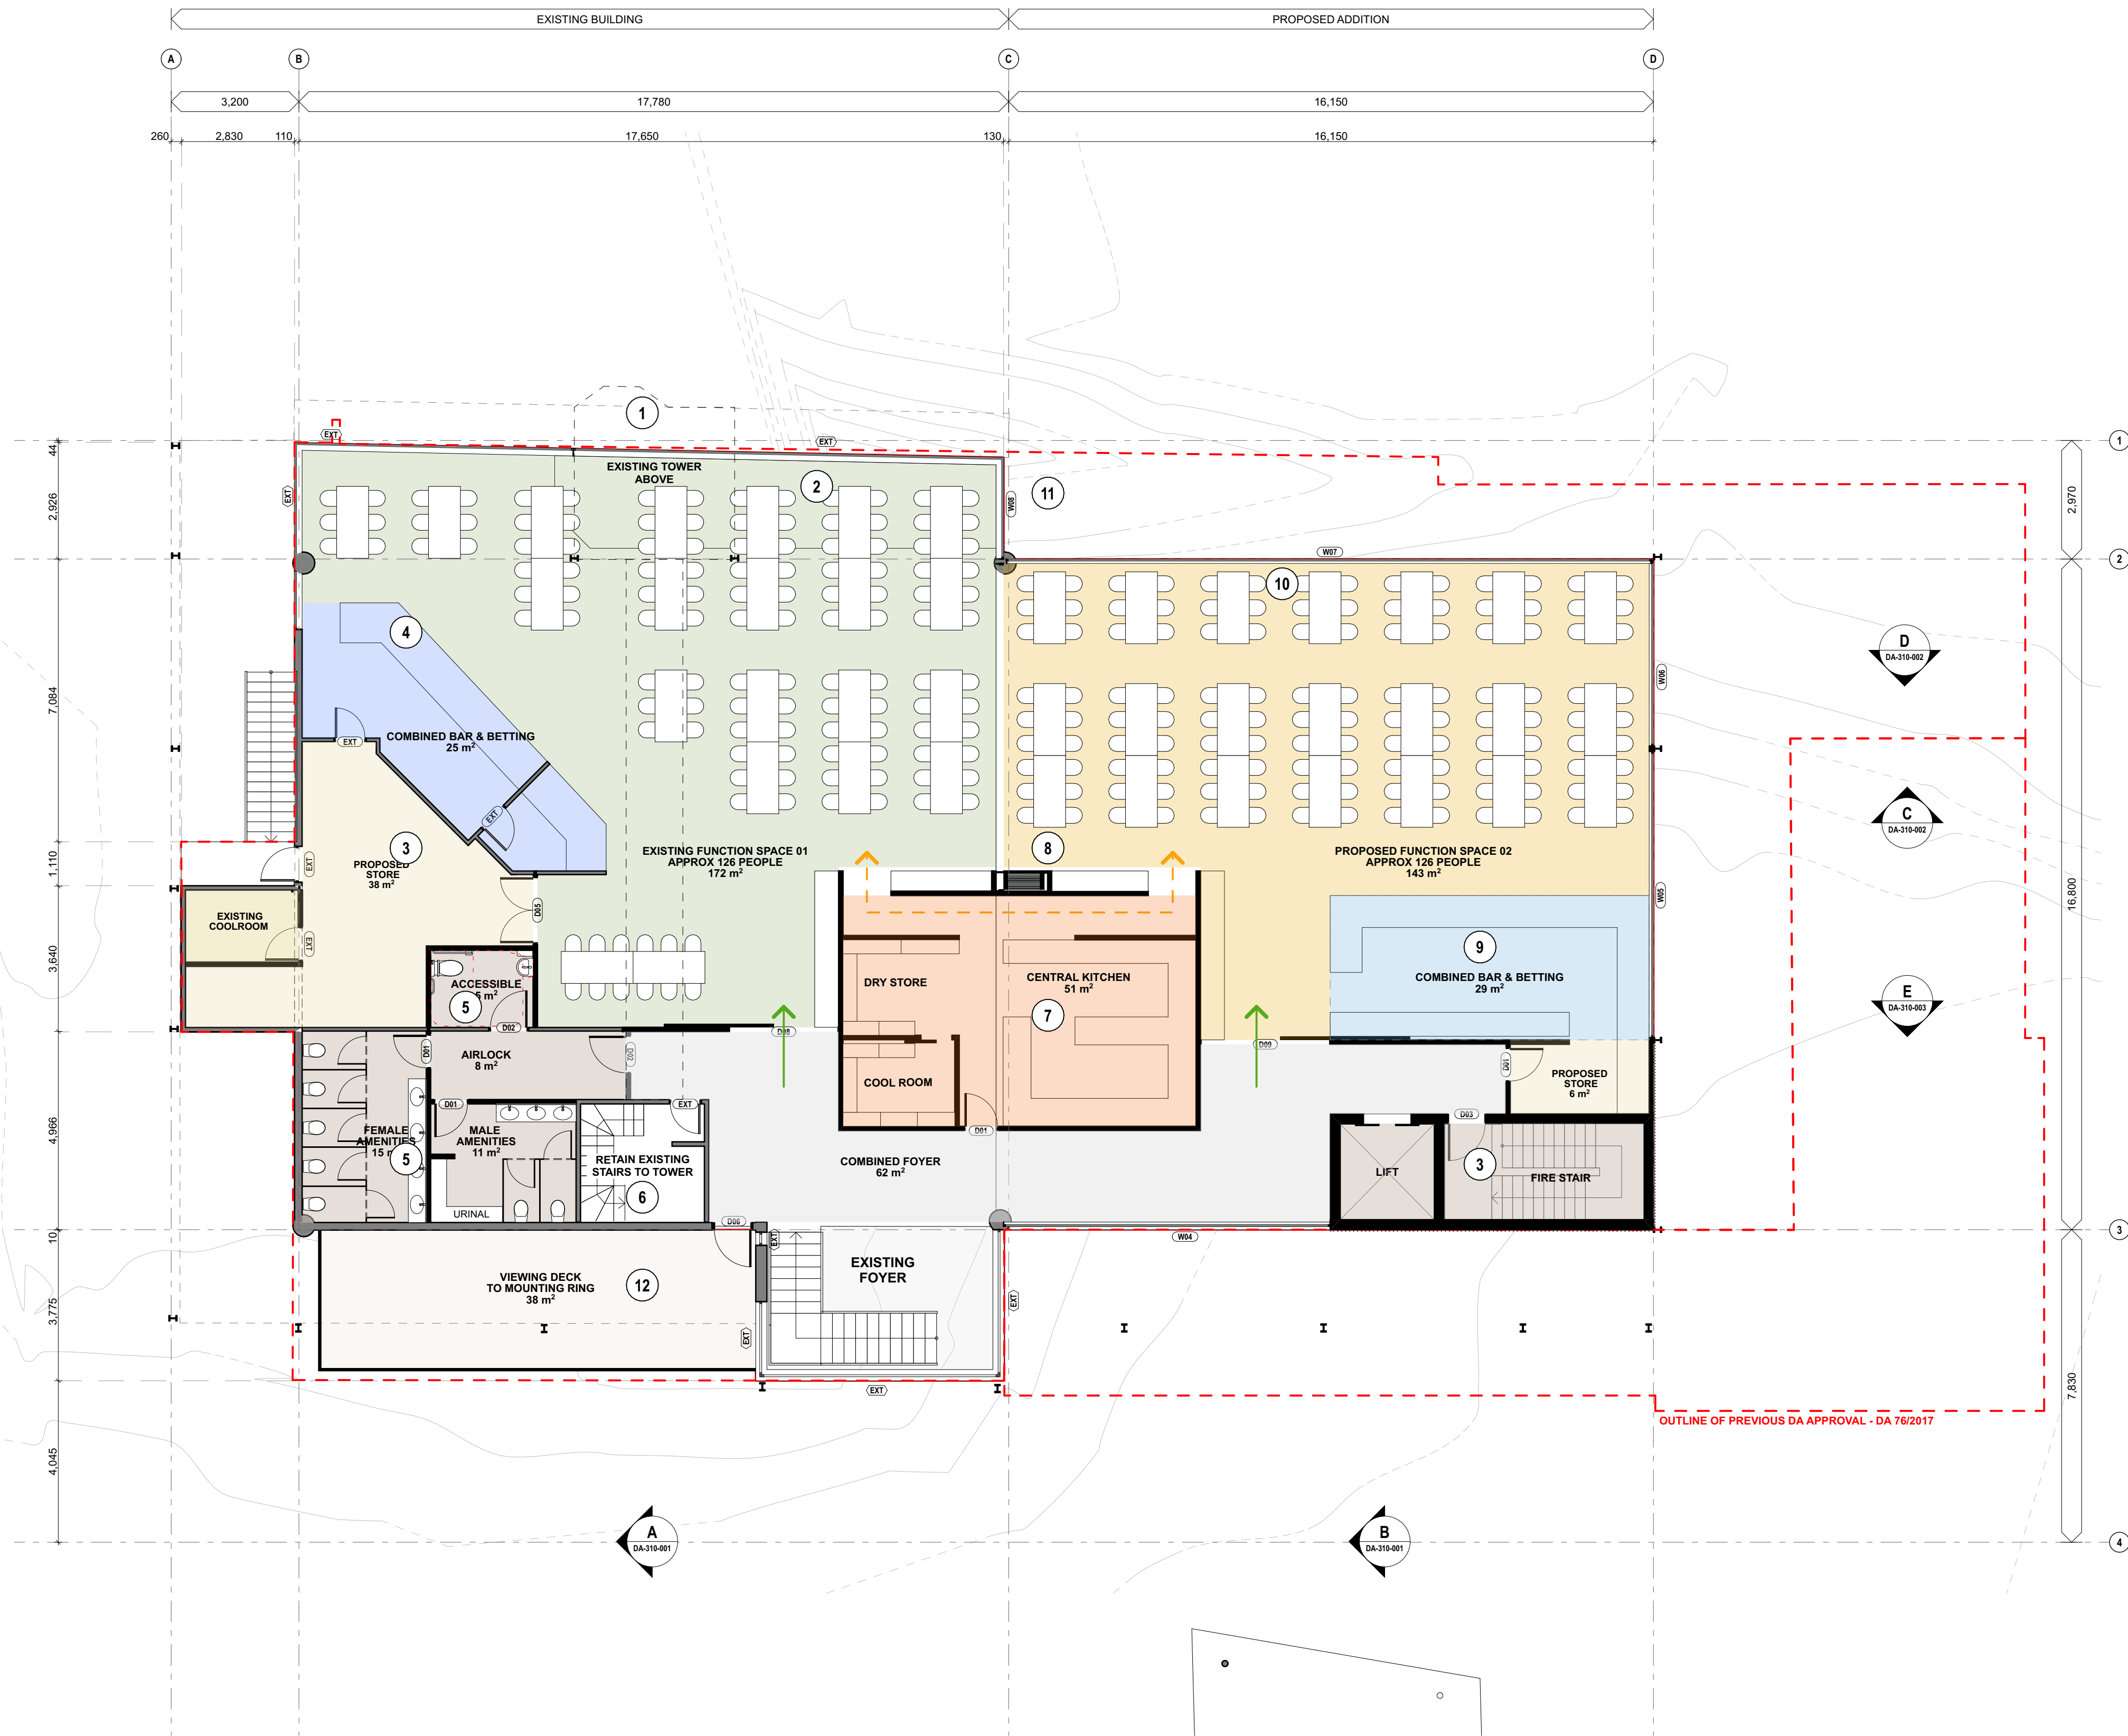 EXISTING BUILDING
PROPOSED ADDITION
A
B
C
D
3,200
17,780
16,150
260
2,830
110
17,650
130
16,150
1
EXT
EXT
44
1
EXISTING TOWER
ABOVE
2
11
EXT
W08
2,926
2,970
W07
2
10
4
D
DA-310-002
W06
7,084
COMBINED BAR & BETTING
25 m²
EXT
EXT
C
DA-310-002
3
PROPOSED
STORE
38 m²
EXT
EXISTING FUNCTION SPACE 01
APPROX 126 PEOPLE
172 m²
8
PROPOSED FUNCTION SPACE 02
APPROX 126 PEOPLE
143 m²
1,110
16,800
W05
D05
EXISTING
COOLROOM
EXT
3,640
9
COMBINED BAR & BETTING
29 m²
DRY STORE
CENTRAL KITCHEN
51 m²
ACCESSIBLE
5 m²
5
7
E
DA-310-003
D02
D08
D09
D01
AIRLOCK
8 m²
D02
COOL ROOM
D01
PROPOSED
STORE
6 m²
D01
EXT
D03
4,966
FEMALE
AMENITIES
15 m²
5
MALE
AMENITIES
11 m²
D01
RETAIN EXISTING
STAIRS TO TOWER
6
COMBINED FOYER
62 m²
LIFT
3
FIRE STAIR
URINAL
D06
10
3
EXT
W04
VIEWING DECK
TO MOUNTING RING
38 m²
12
EXISTING
FOYER
EXT
EXT
3,775
EXT
7,830
OUTLINE OF PREVIOUS DA APPROVAL - DA 76/2017
4,045
A
DA-310-001
B
DA-310-001
4